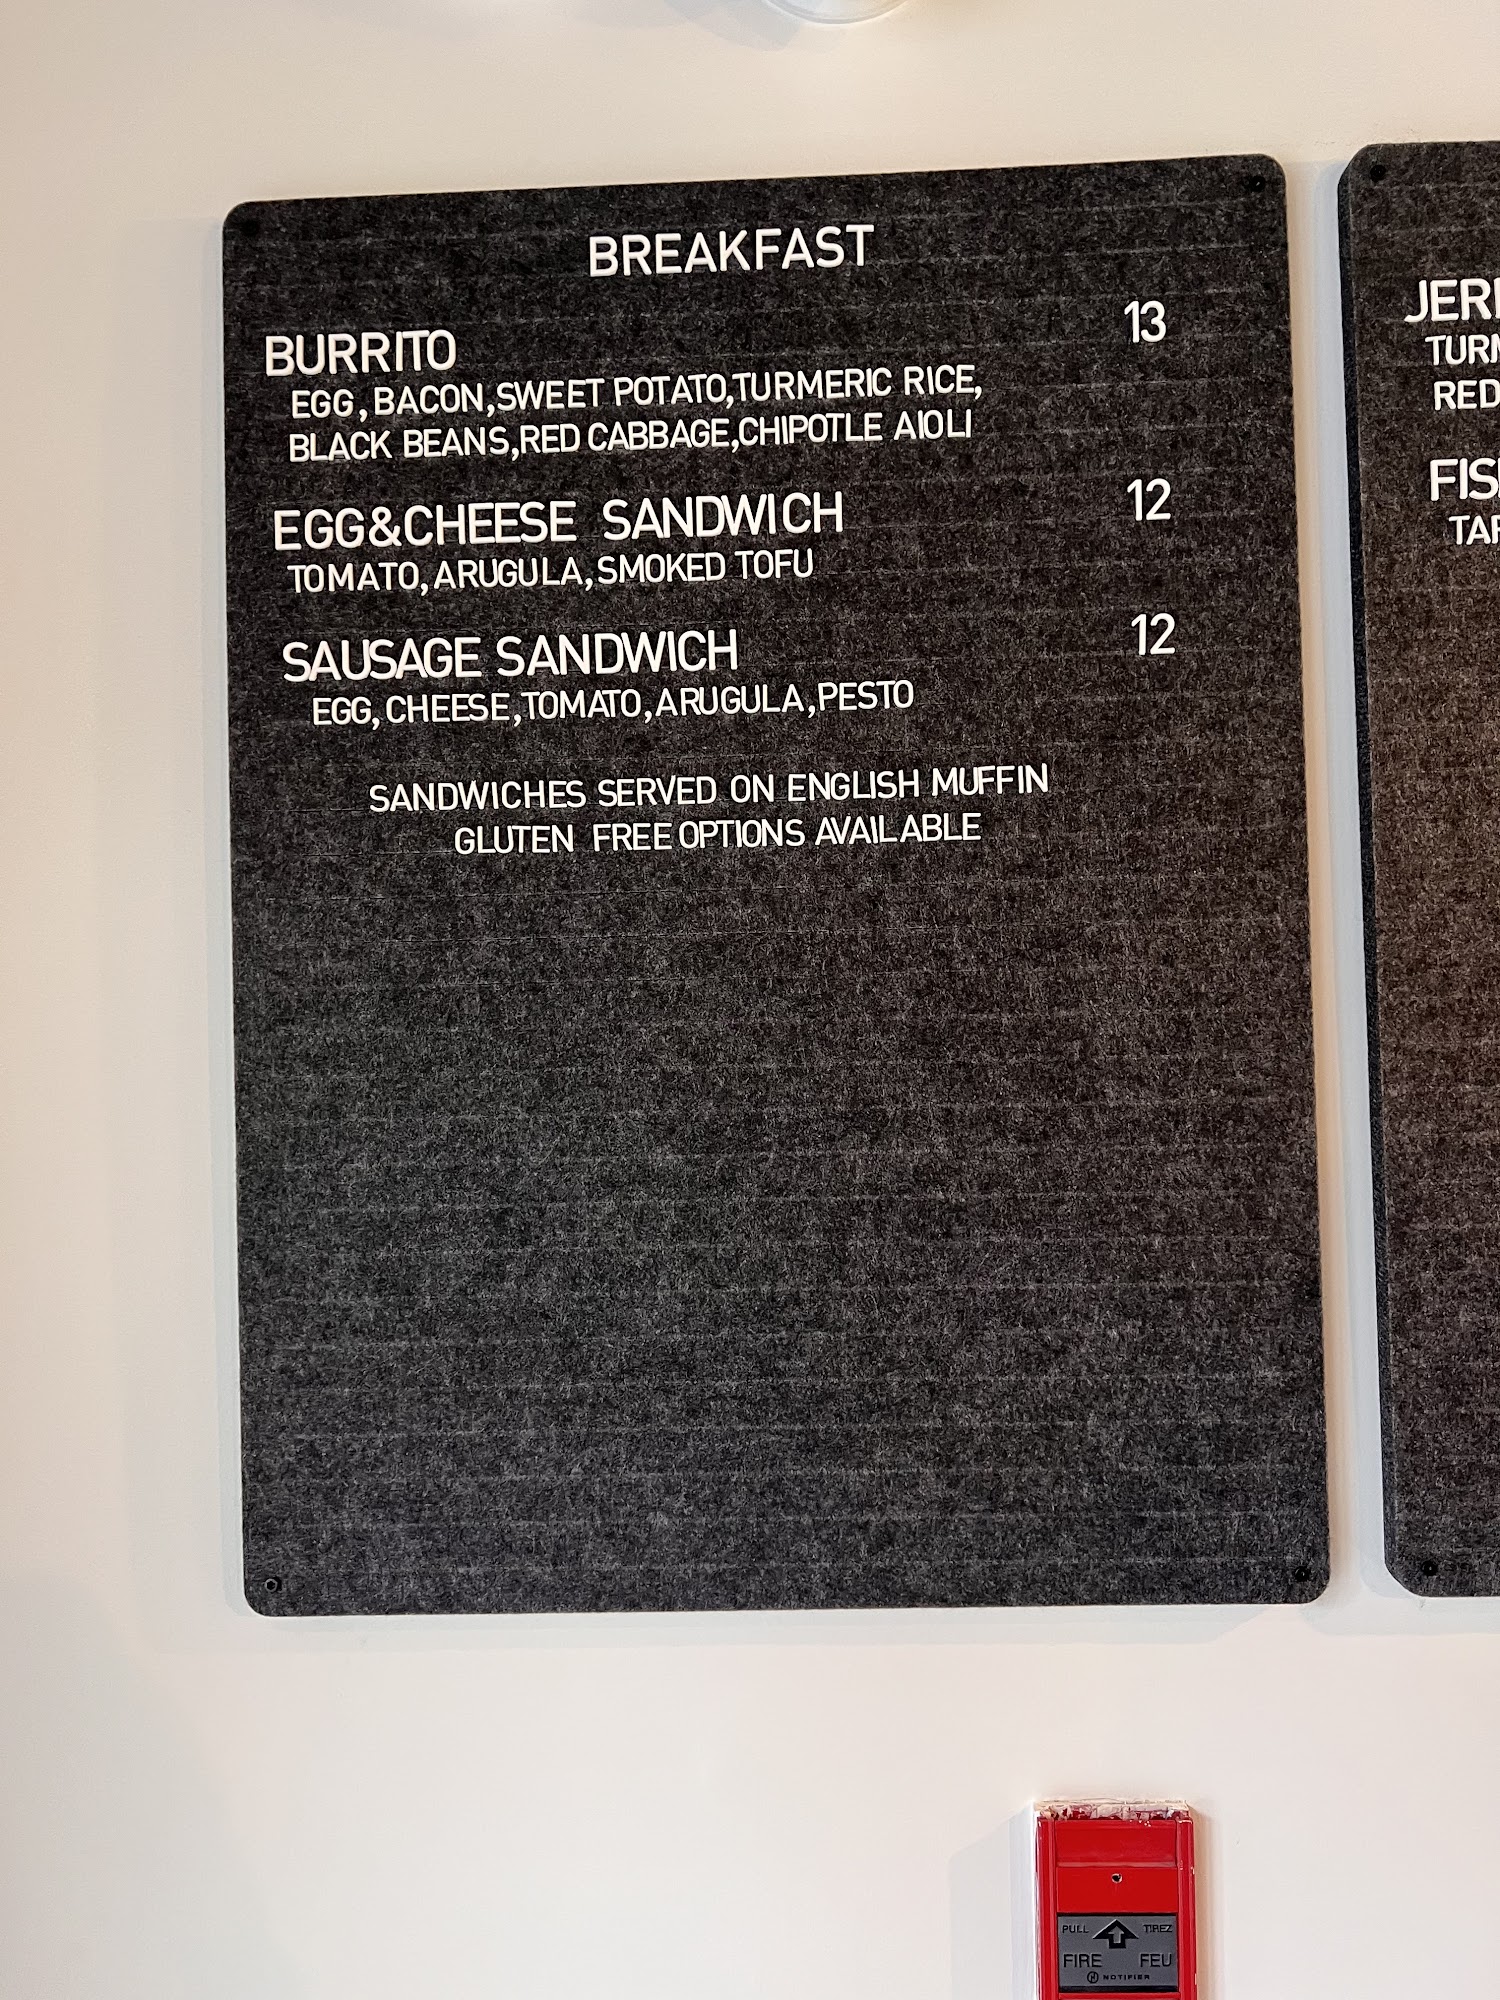 BREAKFAST
BURRITO 13
EGG, BACON, SWEET POTATO, TURMERIC RICE,
BLACK BEANS, RED CABBAGE, CHIPOTLE AIOLI
EGG&CHEESE SANDWICH 12
TOMATO, ARUGULA, SMOKED TOFU
SAUSAGE SANDWICH 12
EGG, CHEESE, TOMATO, ARUGULA, PESTO
SANDWICHES SERVED ON ENGLISH MUFFIN
GLUTEN FREE OPTIONS AVAILABLE
RED
PULL TIREZ
FIRE FEU
NOTIFIER